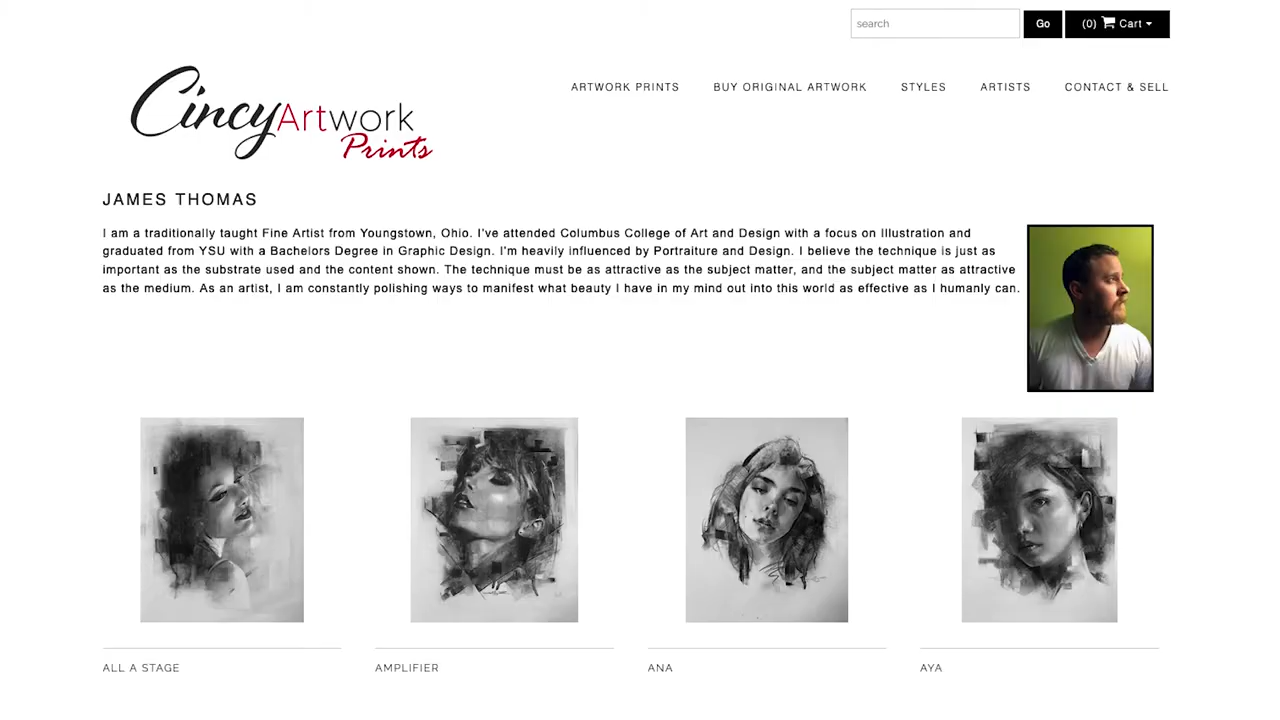 search
Go
(0) Cart
CincyArtwork
Prints
ARTWORK PRINTS
BUY ORIGINAL ARTWORK
STYLES
ARTISTS
CONTACT & SELL
JAMES THOMAS
I am a traditionally taught Fine Artist from Youngstown, Ohio. I've attended Columbus College of Art and Design with a focus on Illustration and
graduated from YSU with a Bachelors Degree in Graphic Design. I'm heavily influenced by Portraiture and Design. I believe the technique is just as
important as the substrate used and the content shown. The technique must be as attractive as the subject matter, and the subject matter as attractive
as the medium. As an artist, I am constantly polishing ways to manifest what beauty I have in my mind out into this world as effective as I humanly can.
ALL A STAGE
AMPLIFIER
ANA
AYA